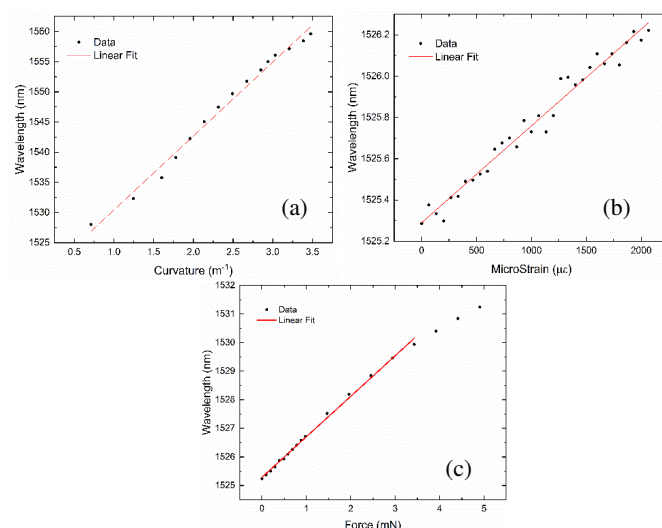 1560
1555
1550
1545
1540
1535
1530
1525
Wavelength (nm)
Data
Linear Fit
(a)
0.5 1.0 1.5 2.0 2.5 3.0 3.5
Curvature (m⁻¹)
1526.2
1526.0
1525.8
1525.6
1525.4
1525.2
Wavelength (nm)
Data
Linear Fit
(b)
0 500 1000 1500 2000
MicroStrain (με)
1532
1531
1530
1529
1528
1527
1526
1525
Wavelength (nm)
Data
Linear Fit
(c)
0 1 2 3 4 5
Force (mN)